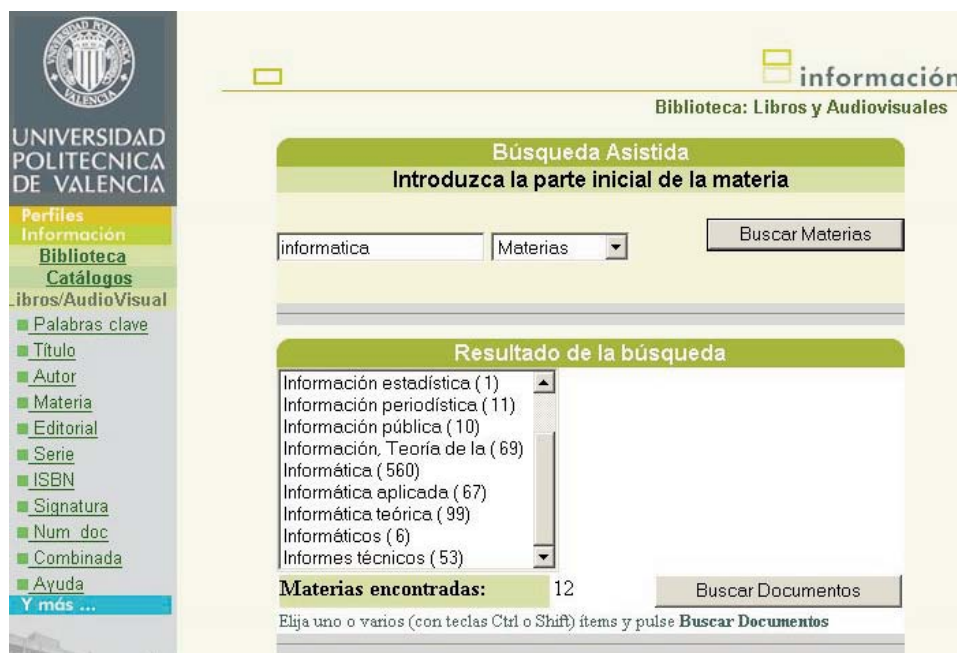 UNIVERSIDAD
POLITECNICA
DE VALENCIA
Perfiles
Información
Biblioteca
Catálogos
ibros/AudioVisual
Palabras clave
Título
Autor
Materia
Editorial
Serie
ISBN
Signatura
Num doc
Combinada
Ayuda
Y más ...
información
Biblioteca: Libros y Audiovisuales
Búsqueda Asistida
Introduzca la parte inicial de la materia
informatica Materias Buscar Materias
Resultado de la búsqueda
Información estadística ( 1)
Información periodística ( 11)
Información pública ( 10)
Información, Teoría de la ( 69)
Informática ( 560)
Informática aplicada ( 67)
Informática teórica ( 99)
Informáticos ( 6)
Informes técnicos ( 53)
Materias encontradas: 12 Buscar Documentos
Elija uno o varios (con teclas Ctrl o Shift) ítems y pulse Buscar Documentos